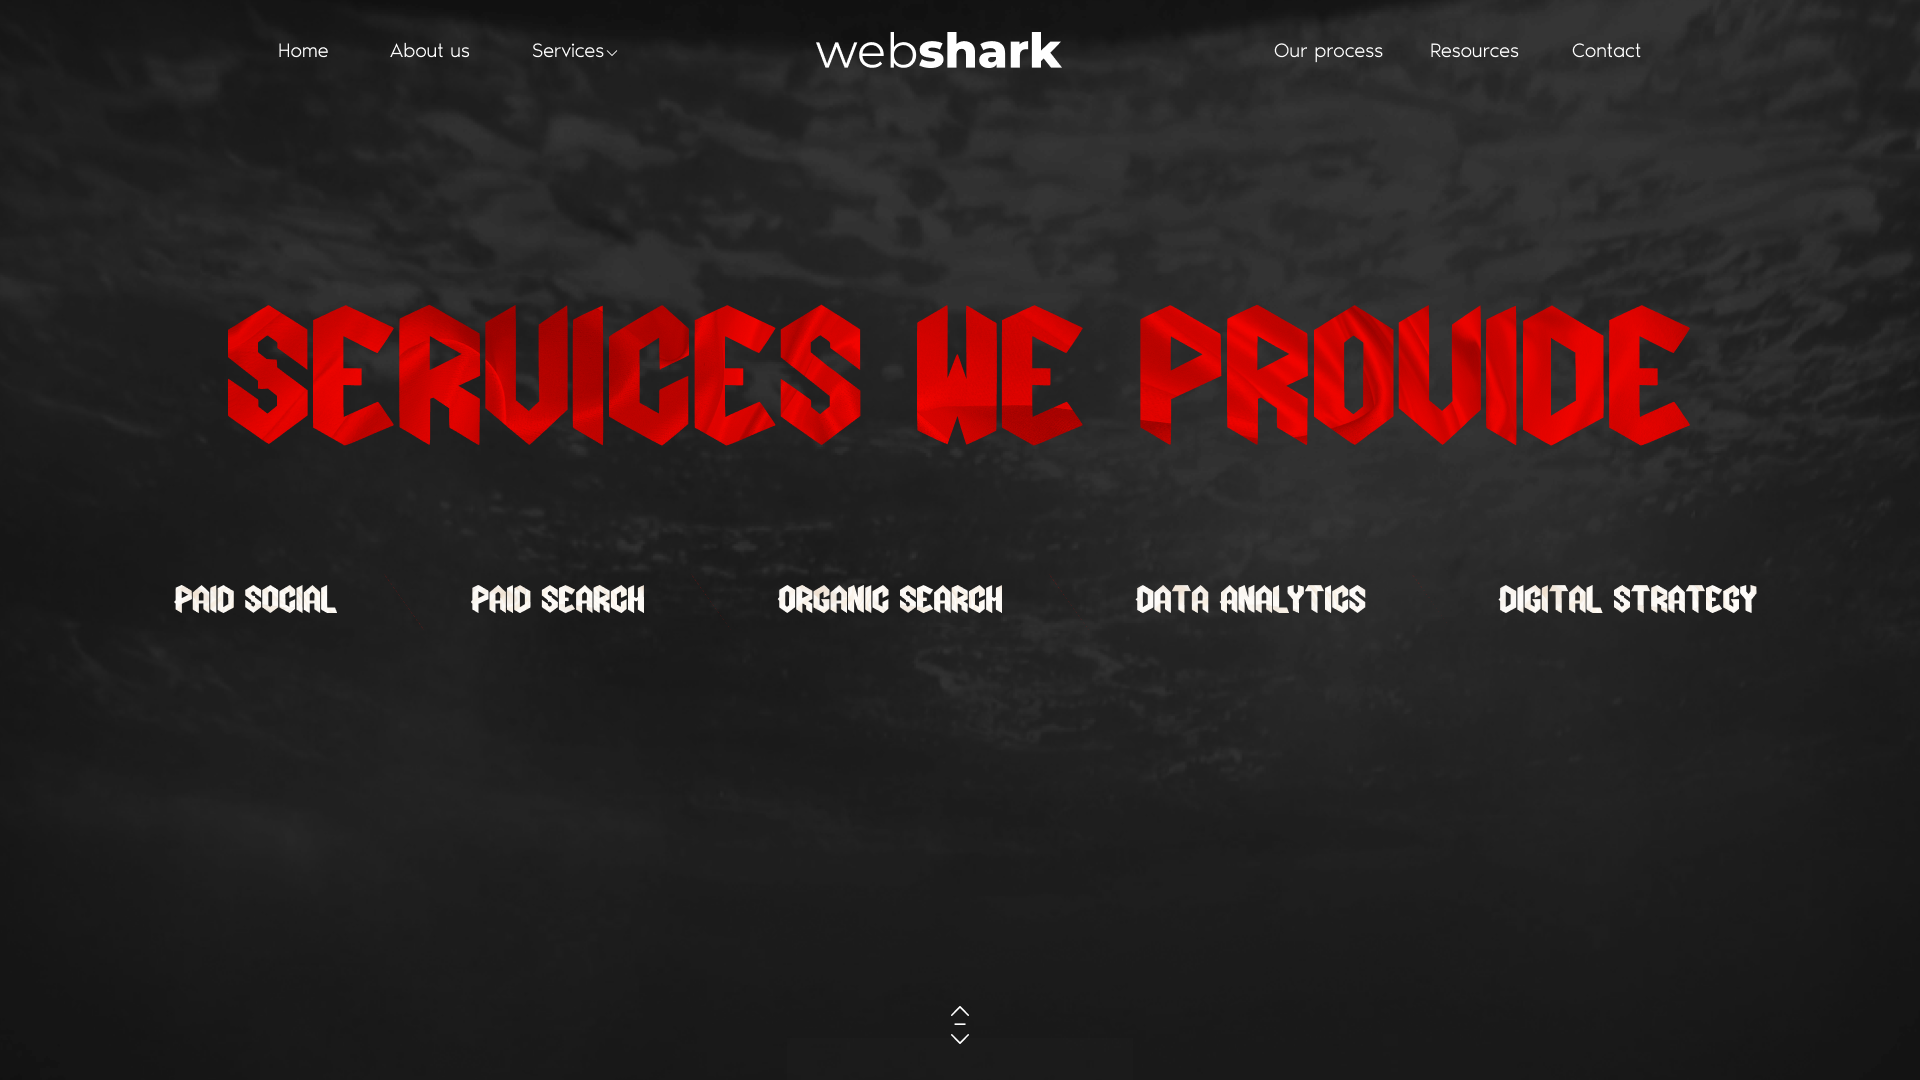 Home About us Services webshark Our process Resources Contact
SERVICES WE PROVIDE
PAID SOCIAL PAID SEARCH ORGANIC SEARCH DATA ANALYTICS DIGITAL STRATEGY